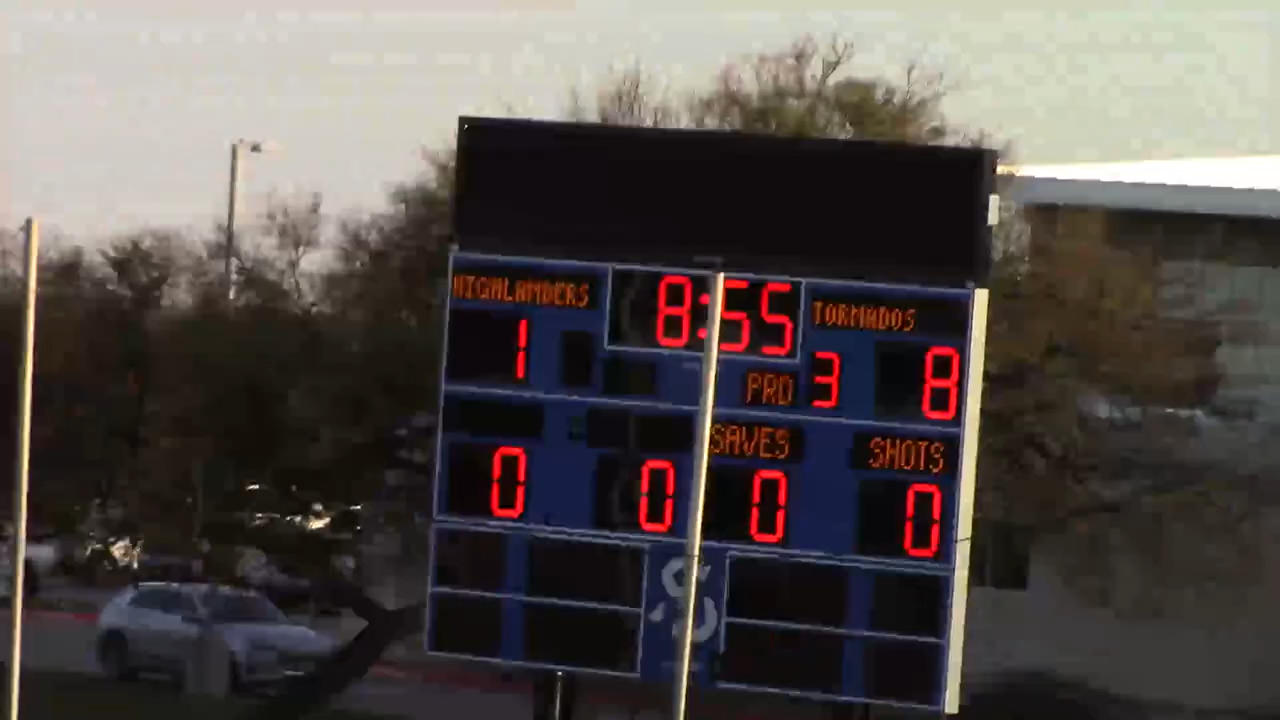 HIGHLANDERS 8:55 TORNADOS
1 PRD 3 8
SAVES SHOTS
0 0 0 0